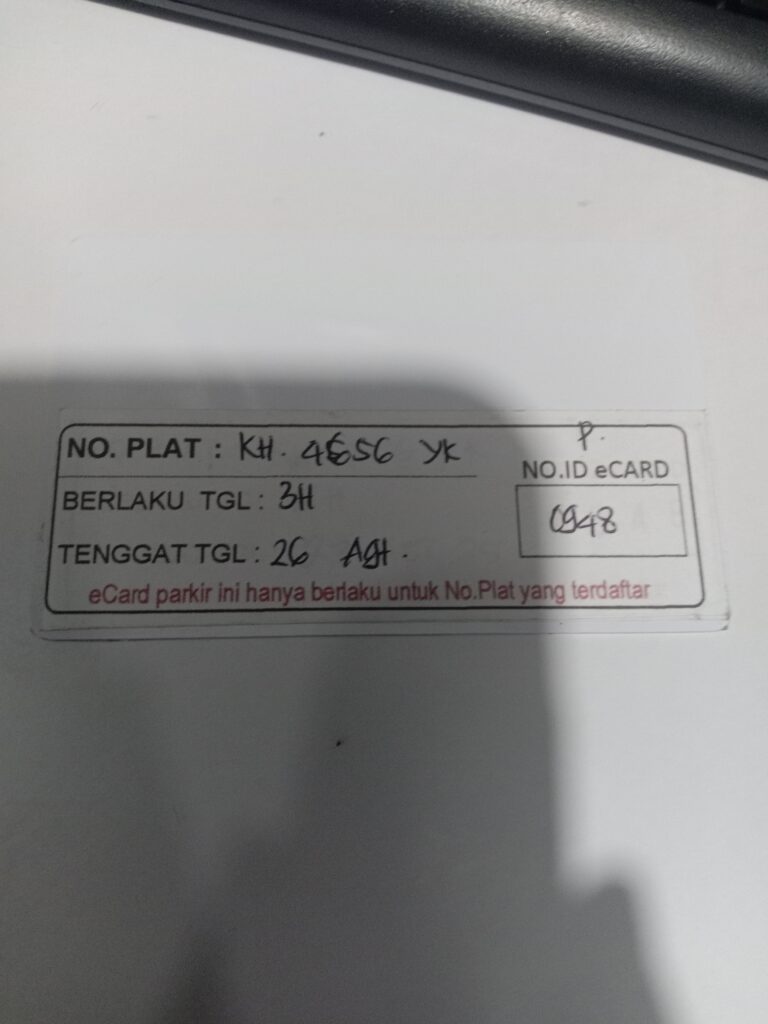 NO. PLAT : KH. 4656 YK
P.
NO.ID eCARD
BERLAKU TGL : 3H
0948
TENGGAT TGL : 26 Agt.
eCard parkir ini hanya berlaku untuk No.Plat yang terdaftar